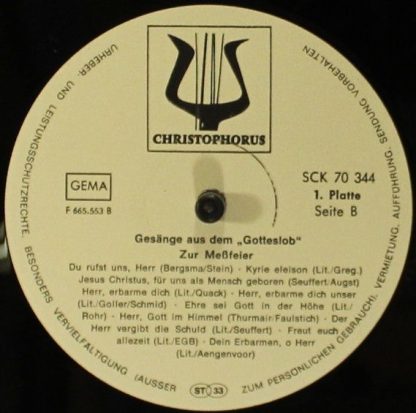 CHRISTOPHORUS
GEMA
F 665.553 B
SCK 70 344
1. Platte
Seite B
Gesänge aus dem „Gotteslob"
Zur Meßfeier
Du rufst uns, Herr (Bergsma/Stein) · Kyrie eleison (Lit./Greg.)
Jesus Christus, für uns als Mensch geboren (Seuffert/Augst)
Herr, erbarme dich (Lit./Quack) · Herr, erbarme dich unser
(Lit./Goller/Schmid) · Ehre sei Gott in der Höhe (Lit./
Rohr) · Herr, Gott im Himmel (Thurmair/Faulstich) · Der
Herr vergibt die Schuld (Lit./Seuffert) · Freut euch
allezeit (Lit./EGB) · Dein Erbarmen, o Herr
(Lit./Aengenvoor)
URHEBER- UND LEISTUNGSSCHUTZRECHTE, BESONDERS VERVIELFÄLTIGUNG (AUSSER ZUM PERSÖNLICHEN GEBRAUCH), VERMIETUNG, AUFFÜHRUNG, SENDUNG VORBEHALTEN
ST 33